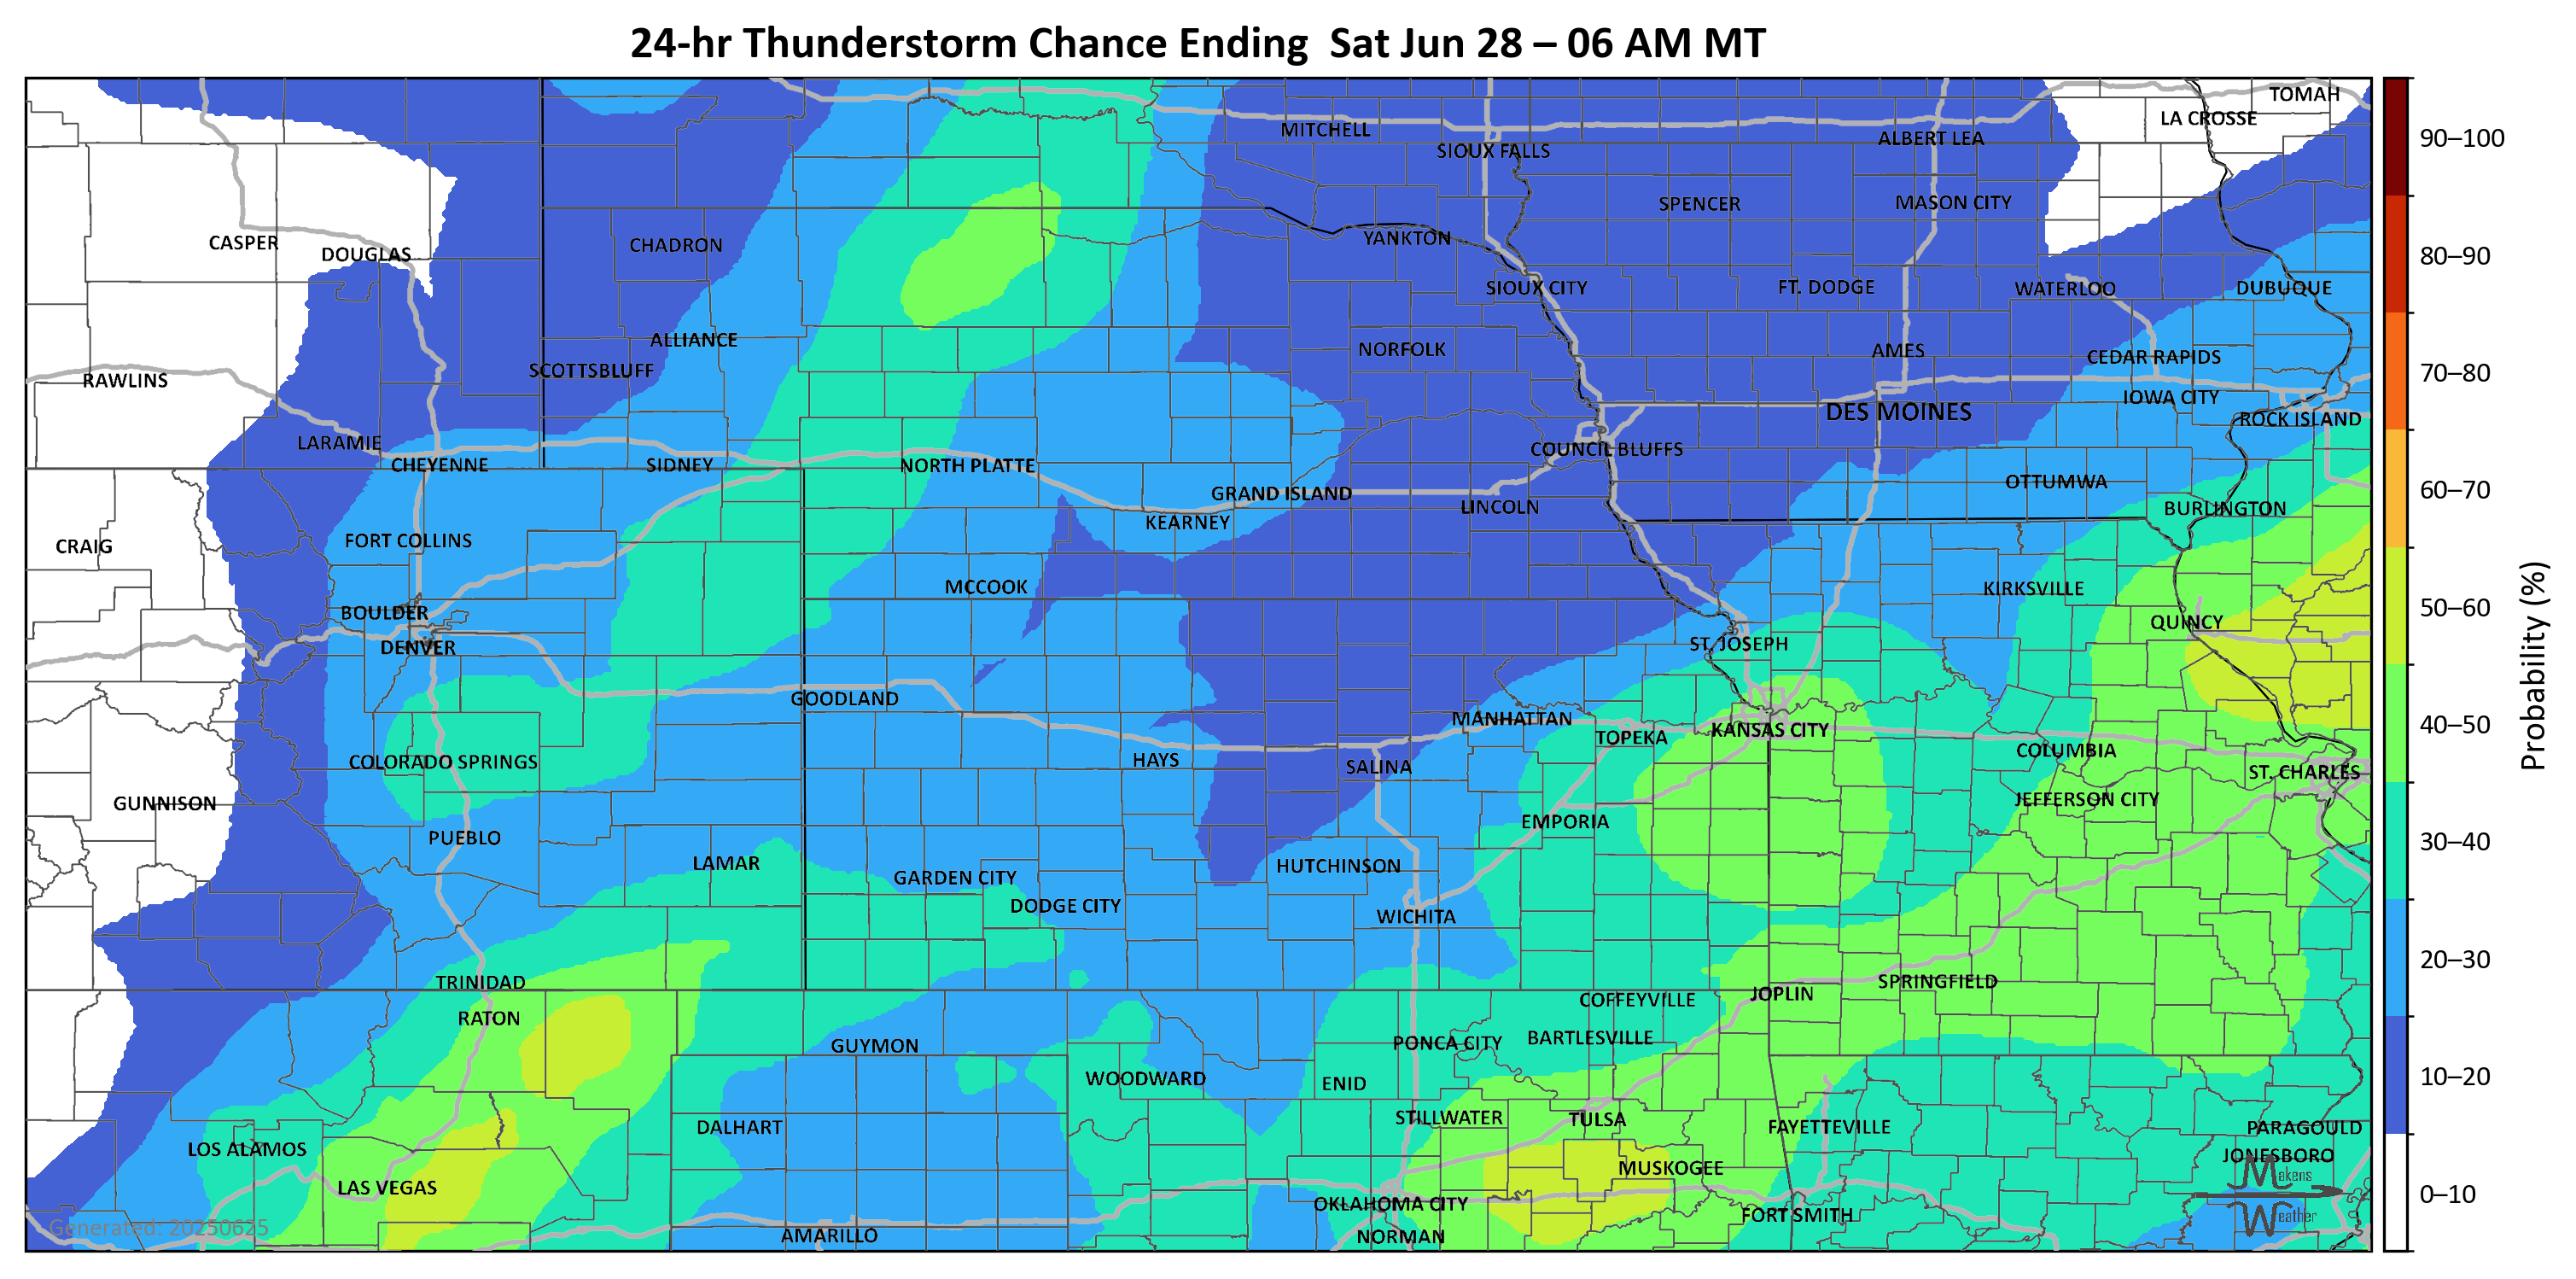 24-hr Thunderstorm Chance Ending  Sat Jun 28 – 06 AM MT
TOMAH
LA CROSSE
MITCHELL
ALBERT LEA
SIOUX FALLS
SPENCER
MASON CITY
CASPER
DOUGLAS
CHADRON
YANKTON
SIOUX CITY
FT. DODGE
WATERLOO
DUBUQUE
ALLIANCE
NORFOLK
AMES
CEDAR RAPIDS
RAWLINS
SCOTTSBLUFF
IOWA CITY
DES MOINES
ROCK ISLAND
LARAMIE
COUNCIL BLUFFS
CHEYENNE
SIDNEY
NORTH PLATTE
OTTUMWA
GRAND ISLAND
LINCOLN
BURLINGTON
KEARNEY
CRAIG
FORT COLLINS
MCCOOK
KIRKSVILLE
BOULDER
QUINCY
DENVER
ST. JOSEPH
GOODLAND
MANHATTAN
KANSAS CITY
TOPEKA
COLUMBIA
COLORADO SPRINGS
HAYS
SALINA
ST. CHARLES
GUNNISON
JEFFERSON CITY
EMPORIA
PUEBLO
LAMAR
HUTCHINSON
GARDEN CITY
DODGE CITY
WICHITA
TRINIDAD
SPRINGFIELD
JOPLIN
COFFEYVILLE
RATON
BARTLESVILLE
PONCA CITY
GUYMON
WOODWARD
ENID
STILLWATER
TULSA
DALHART
FAYETTEVILLE
PARAGOULD
LOS ALAMOS
JONESBORO
MUSKOGEE
LAS VEGAS
OKLAHOMA CITY
FORT SMITH
AMARILLO
NORMAN
Generated: 20250625
Makens
Weather
90–100
80–90
70–80
60–70
50–60
40–50
30–40
20–30
10–20
0–10
Probability (%)